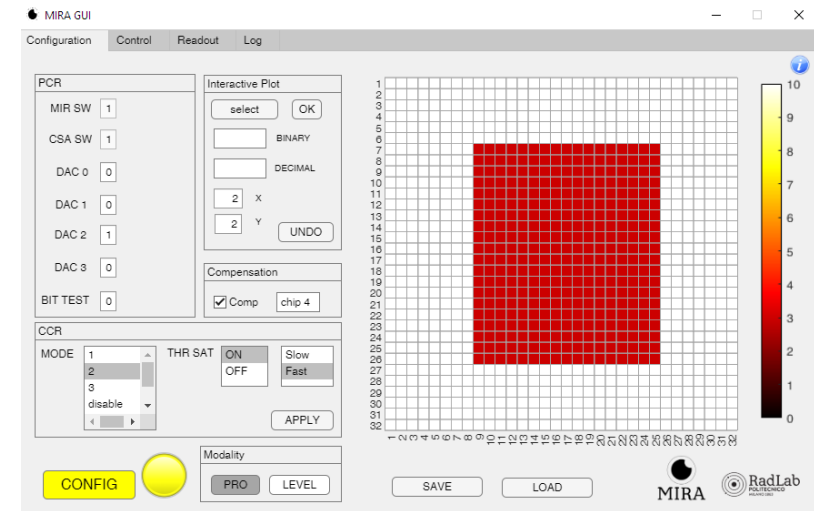 MIRA GUI
Configuration Control Readout Log
PCR
MIR SW 1
CSA SW 1
DAC 0 0
DAC 1 0
DAC 2 1
DAC 3 0
BIT TEST 0
Interactive Plot
select OK
BINARY
DECIMAL
2 X
2 Y
UNDO
Compensation
Comp chip 4
CCR
MODE 1
2
3
disable
THR SAT ON
OFF
Slow
Fast
APPLY
CONFIG
Modality
PRO LEVEL
1
2
3
4
5
6
7
8
9
10
11
12
13
14
15
16
17
18
19
20
21
22
23
24
25
26
27
28
29
30
31
32
1 2 3 4 5 6 7 8 9 10 11 12 13 14 15 16 17 18 19 20 21 22 23 24 25 26 27 28 29 30 31 32
i
10
9
8
7
6
5
4
3
2
1
0
SAVE LOAD
MIRA
RadLab
POLITECNICO
MILANO 1863